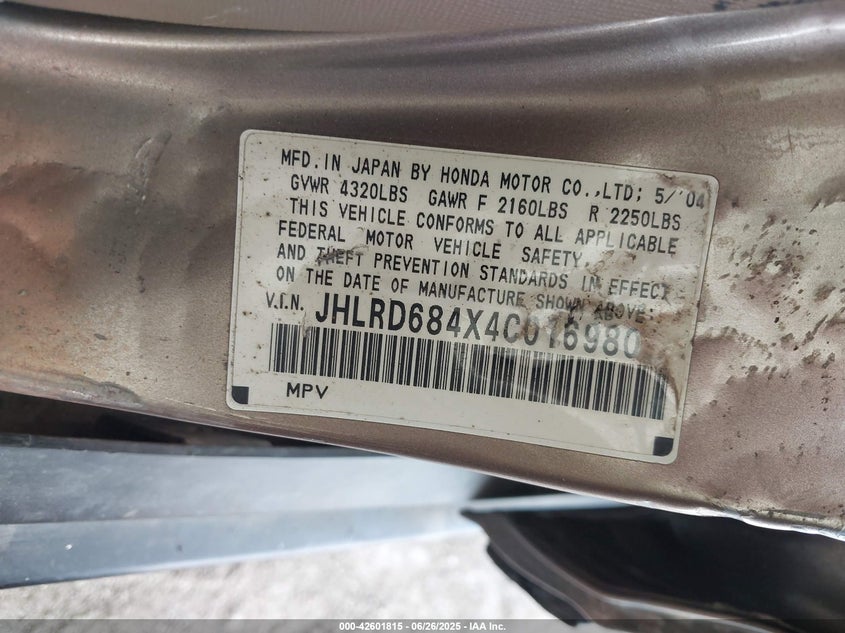 MFD.IN JAPAN BY HONDA MOTOR CO.,LTD; 5/'04
GVWR 4320LBS GAWR F 2160LBS R 2250LBS
THIS VEHICLE CONFORMS TO ALL APPLICABLE
FEDERAL MOTOR VEHICLE SAFETY
AND THEFT PREVENTION STANDARDS IN EFFECT
ON THE DATE OF MANUFACTURE SHOWN ABOVE.
V.I.N. JHLRD684X4C016980
MPV
000-42601815 - 06/26/2025 - IAA Inc.